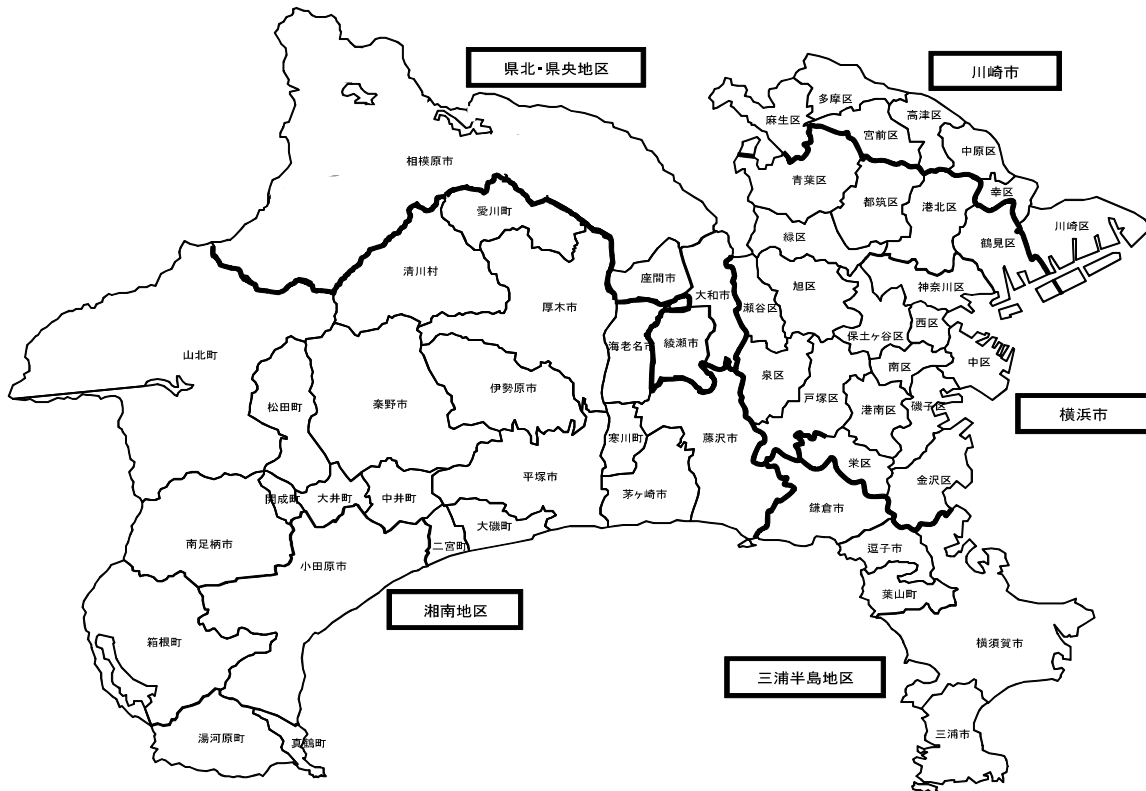 県北・県央地区
川崎市
多摩区
麻生区
高津区
宮前区
中原区
相模原市
青葉区
幸区
都筑区
港北区
川崎区
愛川町
鶴見区
緑区
清川村
座間市
旭区
神奈川区
大和市
厚木市
瀬谷区
西区
保土ヶ谷区
海老名市
綾瀬市
山北町
中区
南区
泉区
伊勢原市
戸塚区
秦野市
松田町
港南区
磯子区
横浜市
藤沢市
寒川町
栄区
平塚市
金沢区
茅ヶ崎市
開成町
大井町
中井町
鎌倉市
大磯町
南足柄市
二宮町
逗子市
小田原市
葉山町
湘南地区
箱根町
横須賀市
三浦半島地区
三浦市
湯河原町
真鶴町